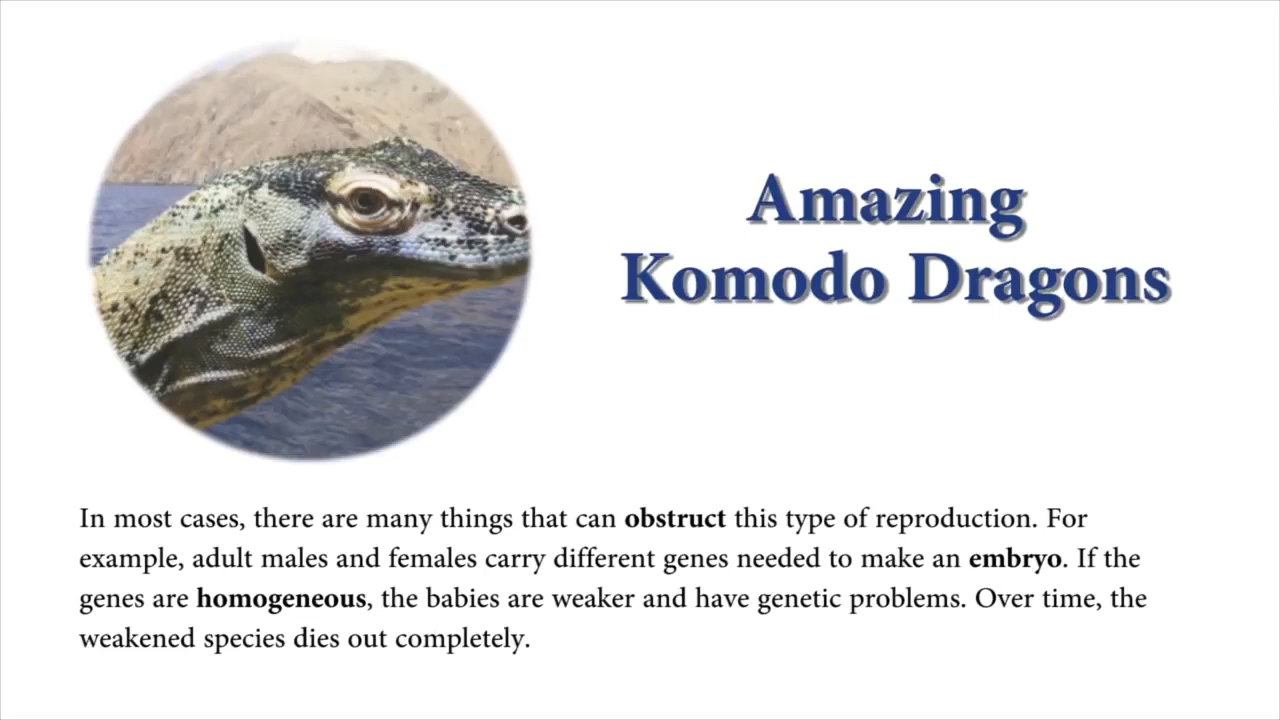 Amazing
Komodo Dragons
In most cases, there are many things that can obstruct this type of reproduction. For
example, adult males and females carry different genes needed to make an embryo. If the
genes are homogeneous, the babies are weaker and have genetic problems. Over time, the
weakened species dies out completely.